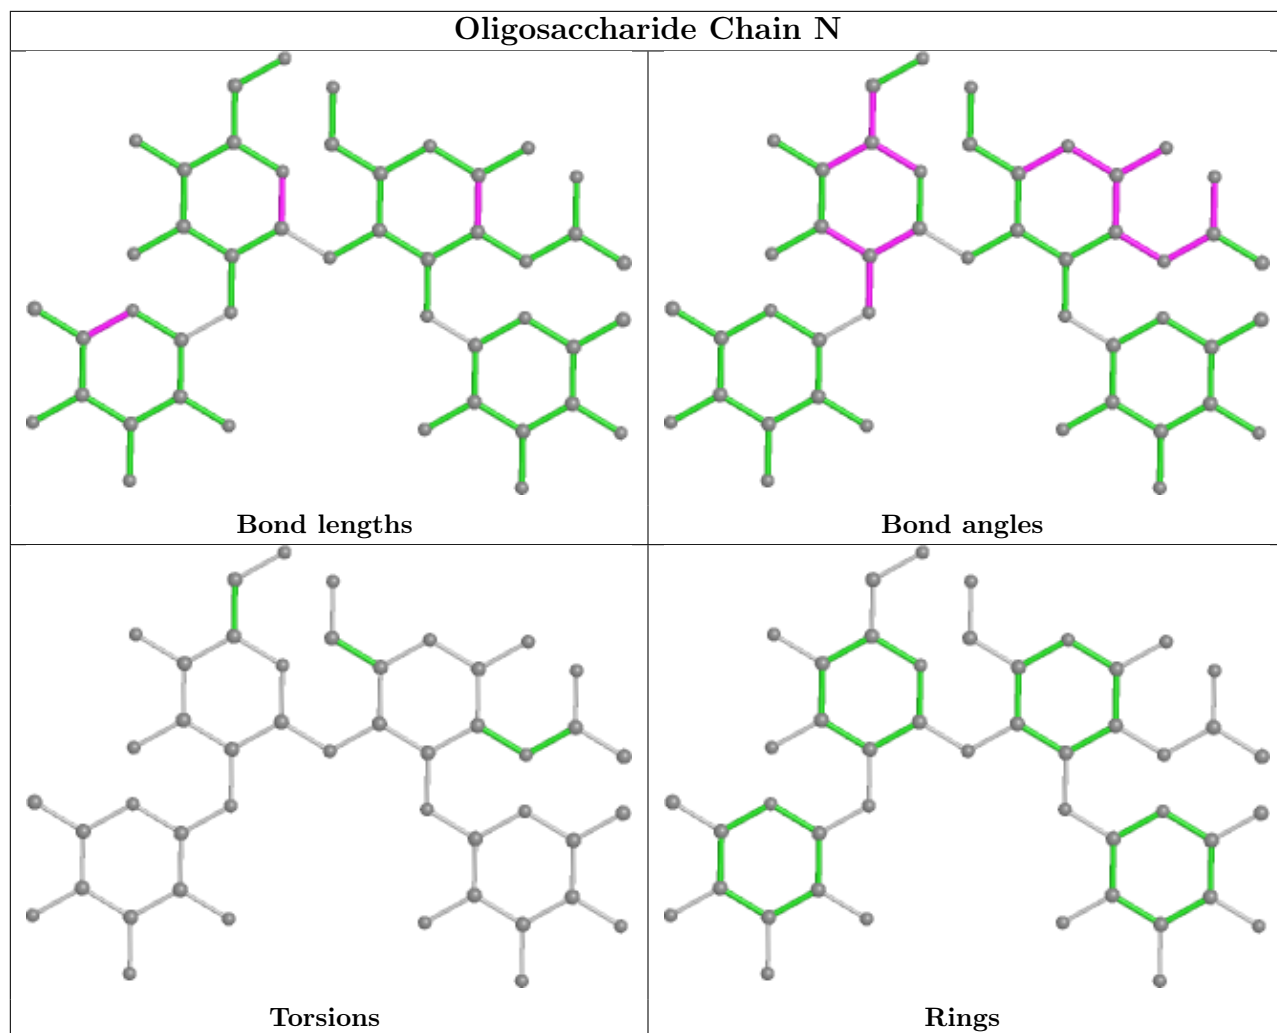 Oligosaccharide Chain N
Bond lengths
Bond angles
Torsions
Rings